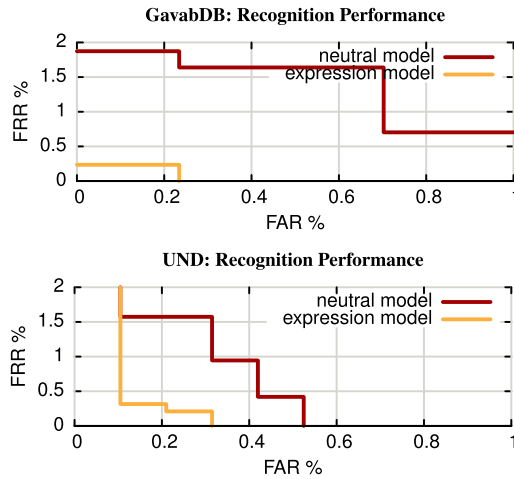 GavabDB: Recognition Performance
2
neutral model
expression model
1.5
1
0.5
0
FRR %
0
0.2
0.4
0.6
0.8
1
FAR %
UND: Recognition Performance
2
neutral model
expression model
1.5
1
0.5
0
FRR %
0
0.2
0.4
0.6
0.8
1
FAR %